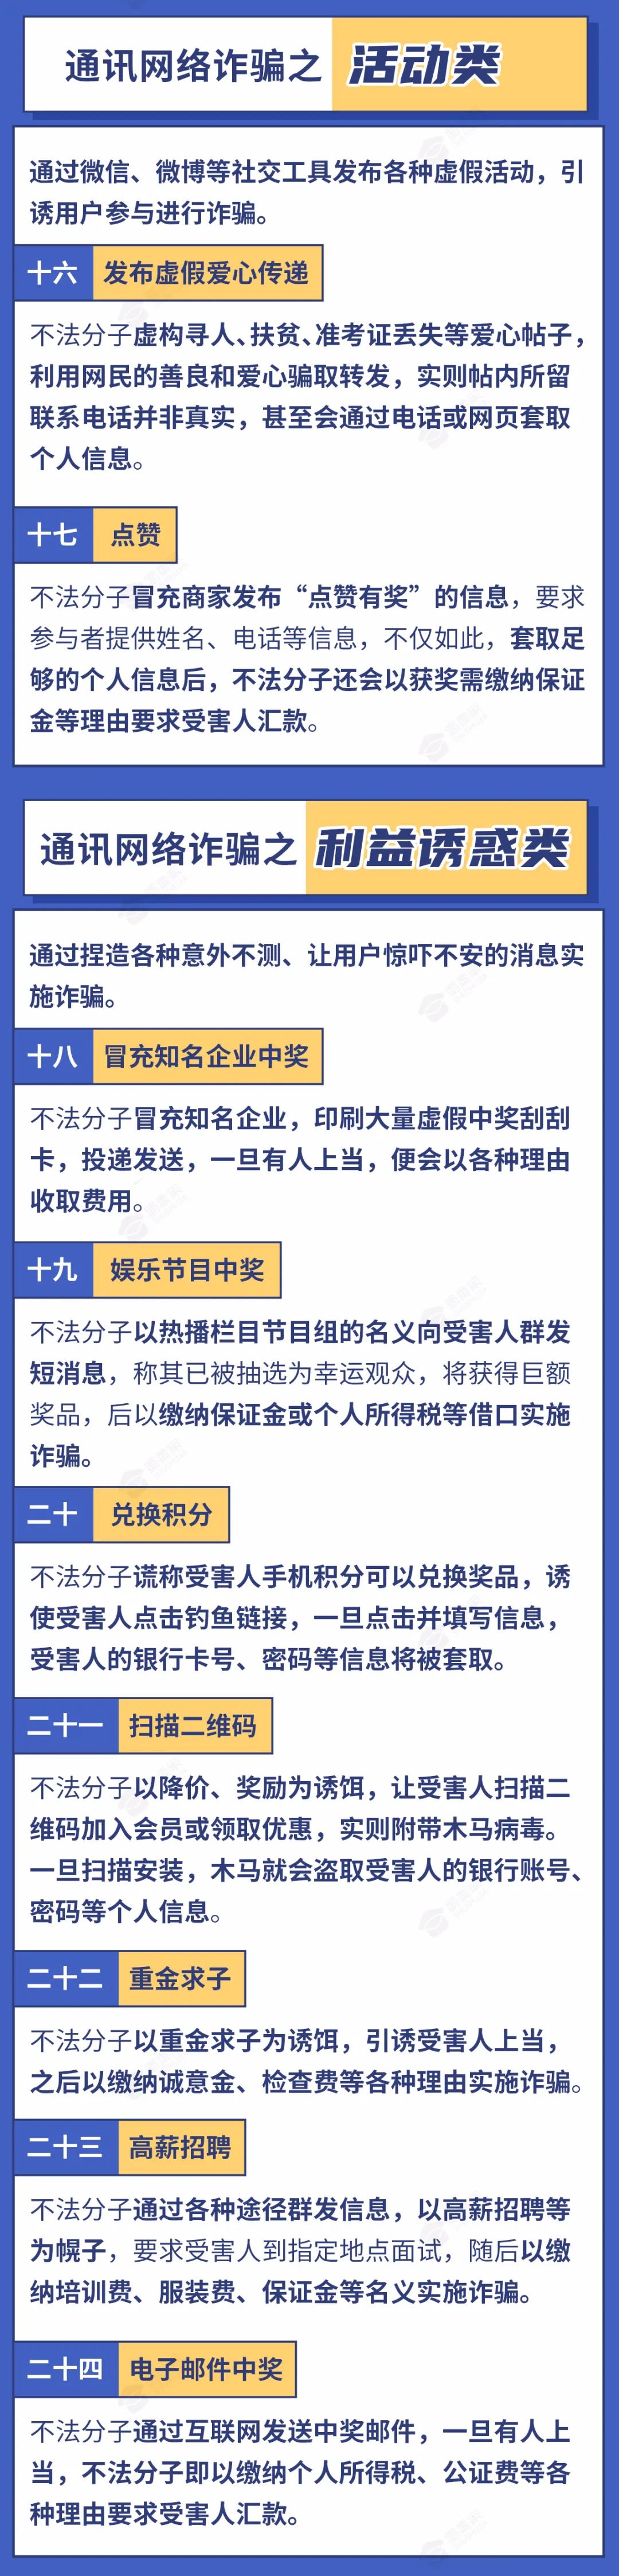 通讯网络诈骗之 活动类
通过微信、微博等社交工具发布各种虚假活动，引
诱用户参与进行诈骗。
十六 发布虚假爱心传递
不法分子虚构寻人、扶贫、准考证丢失等爱心帖子，
利用网民的善良和爱心骗取转发，实则帖内所留
联系电话并非真实，甚至会通过电话或网页套取
个人信息。
十七 点赞
不法分子冒充商家发布“点赞有奖”的信息，要求
参与者提供姓名、电话等信息，不仅如此，套取足
够的个人信息后，不法分子还会以获奖需缴纳保证
金等理由要求受害人汇款。
通讯网络诈骗之 利益诱惑类
通过捏造各种意外不测、让用户惊吓不安的消息实
施诈骗。
十八 冒充知名企业中奖
不法分子冒充知名企业，印刷大量虚假中奖刮刮
卡，投递发送，一旦有人上当，便会以各种理由
收取费用。
十九 娱乐节目中奖
不法分子以热播栏目节目组的名义向受害人群发
短消息，称其已被抽选为幸运观众，将获得巨额
奖品，后以缴纳保证金或个人所得税等借口实施
诈骗。
二十 兑换积分
不法分子谎称受害人手机积分可以兑换奖品，诱
使受害人点击钓鱼链接，一旦点击并填写信息，
受害人的银行卡号、密码等信息将被套取。
二十一 扫描二维码
不法分子以降价、奖励为诱饵，让受害人扫描二
维码加入会员或领取优惠，实则附带木马病毒。
一旦扫描安装，木马就会盗取受害人的银行账号、
密码等个人信息。
二十二 重金求子
不法分子以重金求子为诱饵，引诱受害人上当，
之后以缴纳诚意金、检查费等各种理由实施诈骗。
二十三 高薪招聘
不法分子通过各种途径群发信息，以高薪招聘等
为幌子，要求受害人到指定地点面试，随后以缴
纳培训费、服装费、保证金等名义实施诈骗。
二十四 电子邮件中奖
不法分子通过互联网发送中奖邮件，一旦有人上
当，不法分子即以缴纳个人所得税、公证费等各
种理由要求受害人汇款。